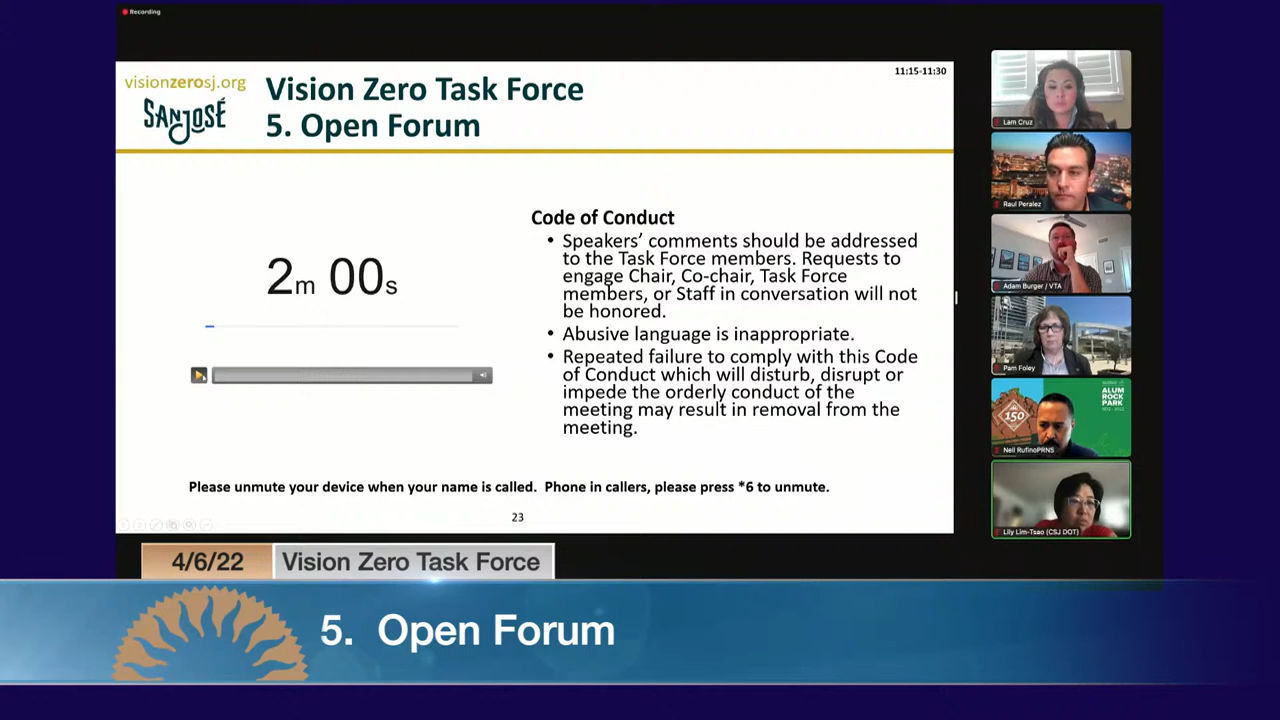 Recording
visionzerosj.org
SAN JOSÉ
Vision Zero Task Force
5. Open Forum
11:15-11:30
2m 00s
Code of Conduct
• Speakers' comments should be addressed
to the Task Force members. Requests to
engage Chair, Co-chair, Task Force
members, or Staff in conversation will not
be honored.
• Abusive language is inappropriate.
• Repeated failure to comply with this Code
of Conduct which will disturb, disrupt or
impede the orderly conduct of the
meeting may result in removal from the
meeting.
Please unmute your device when your name is called. Phone in callers, please press *6 to unmute.
23
Lam Cruz
Raul Peralez
Adam Burger / VTA
Pam Foley
150
ALUM
ROCK
PARK
Neil RufinoPRNS
Lily Lim-Tsao (CSJ DOT)
4/6/22
Vision Zero Task Force
5. Open Forum